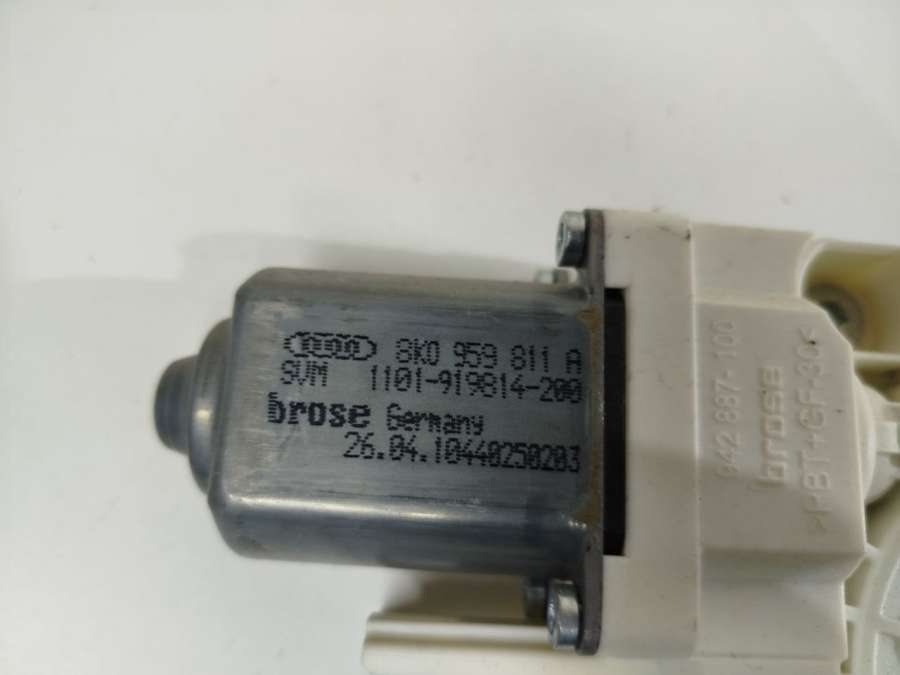 8K0 959 811 A
SVM 1101-919814-200
brose Germany
26.04.10440250203
942 887-100
brose
>PBT+GF-30<